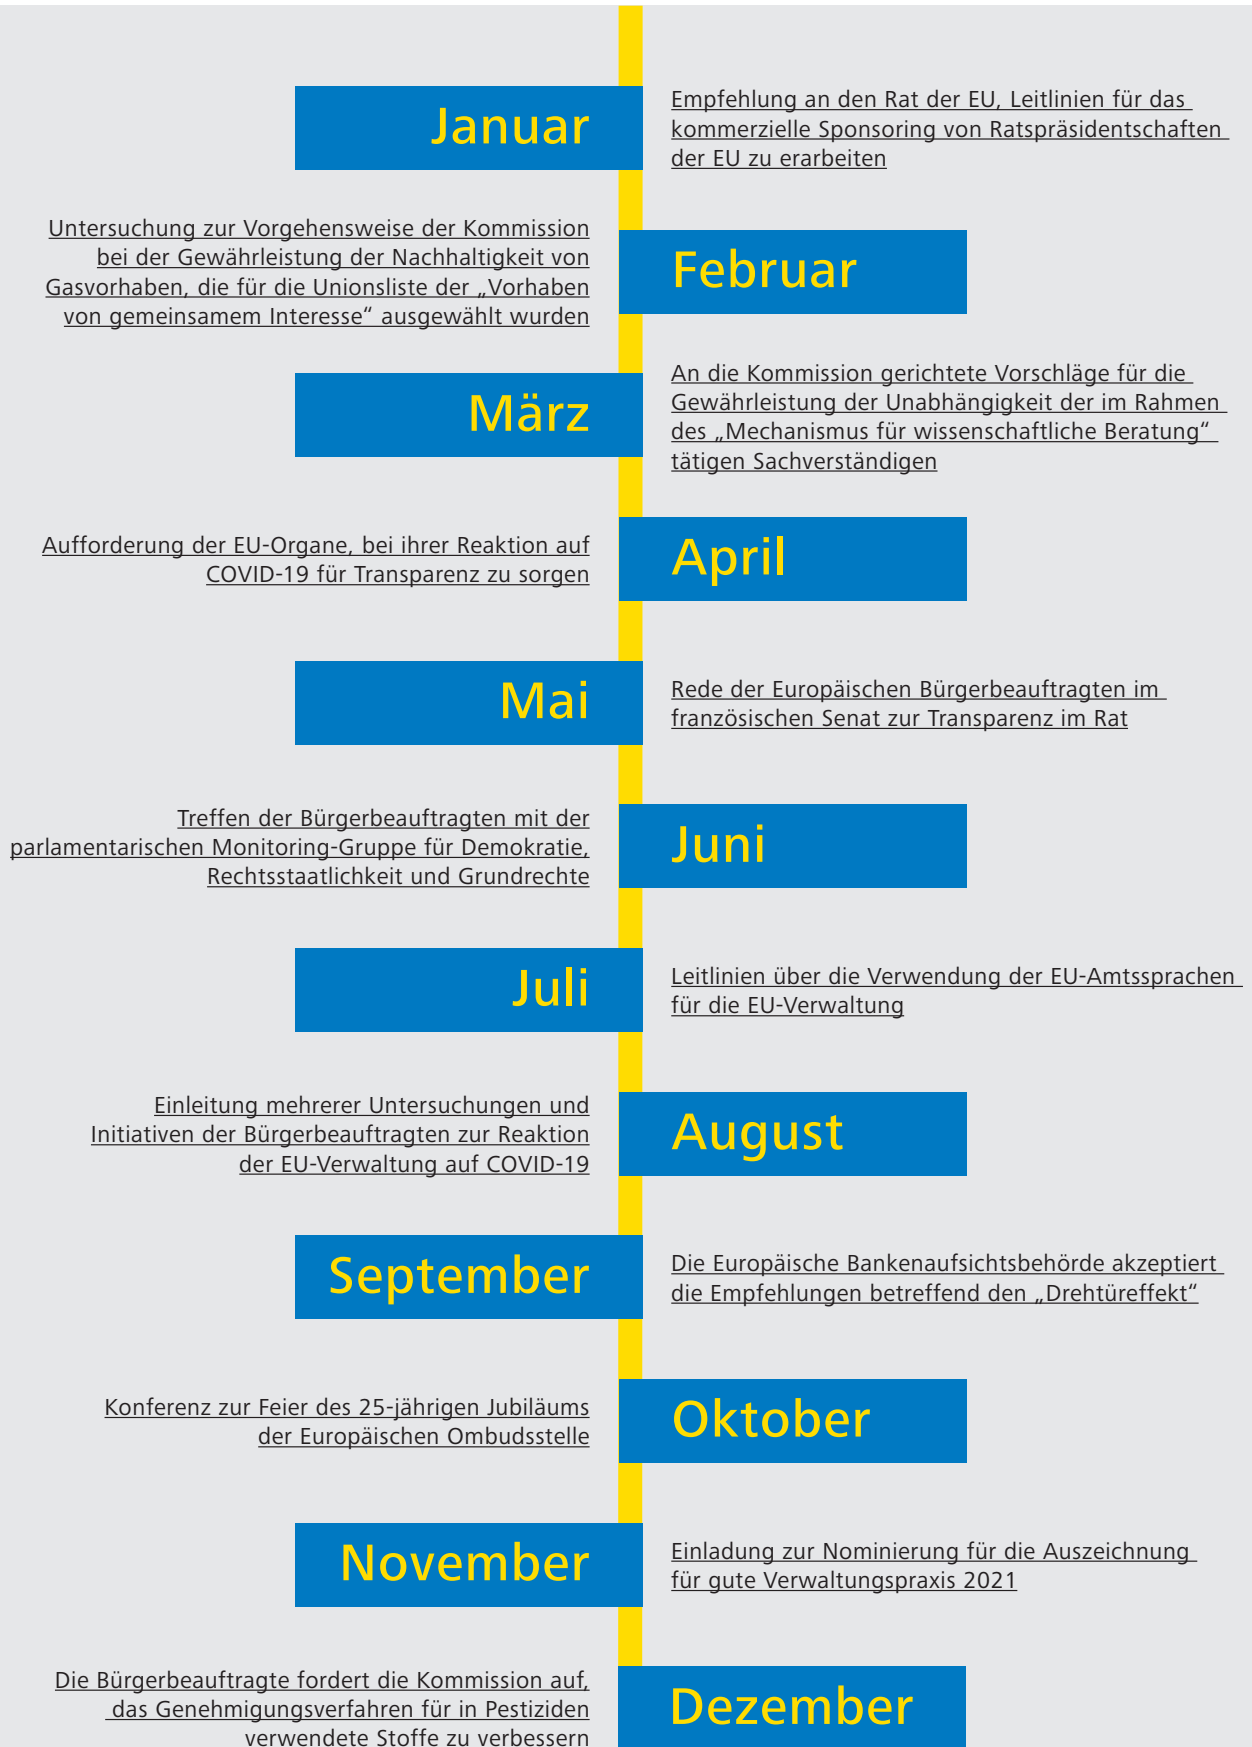 Januar
Empfehlung an den Rat der EU, Leitlinien für das
kommerzielle Sponsoring von Ratspräsidentschaften
der EU zu erarbeiten
Untersuchung zur Vorgehensweise der Kommission
bei der Gewährleistung der Nachhaltigkeit von
Gasvorhaben, die für die Unionsliste der „Vorhaben
von gemeinsamem Interesse“ ausgewählt wurden
Februar
März
An die Kommission gerichtete Vorschläge für die
Gewährleistung der Unabhängigkeit der im Rahmen
des „Mechanismus für wissenschaftliche Beratung“
tätigen Sachverständigen
Aufforderung der EU-Organe, bei ihrer Reaktion auf
COVID-19 für Transparenz zu sorgen
April
Mai
Rede der Europäischen Bürgerbeauftragten im
französischen Senat zur Transparenz im Rat
Treffen der Bürgerbeauftragten mit der
parlamentarischen Monitoring-Gruppe für Demokratie,
Rechtsstaatlichkeit und Grundrechte
Juni
Juli
Leitlinien über die Verwendung der EU-Amtssprachen
für die EU-Verwaltung
Einleitung mehrerer Untersuchungen und
Initiativen der Bürgerbeauftragten zur Reaktion
der EU-Verwaltung auf COVID-19
August
September
Die Europäische Bankenaufsichtsbehörde akzeptiert
die Empfehlungen betreffend den „Drehtüreffekt“
Konferenz zur Feier des 25-jährigen Jubiläums
der Europäischen Ombudsstelle
Oktober
November
Einladung zur Nominierung für die Auszeichnung
für gute Verwaltungspraxis 2021
Die Bürgerbeauftragte fordert die Kommission auf,
das Genehmigungsverfahren für in Pestiziden
verwendete Stoffe zu verbessern
Dezember